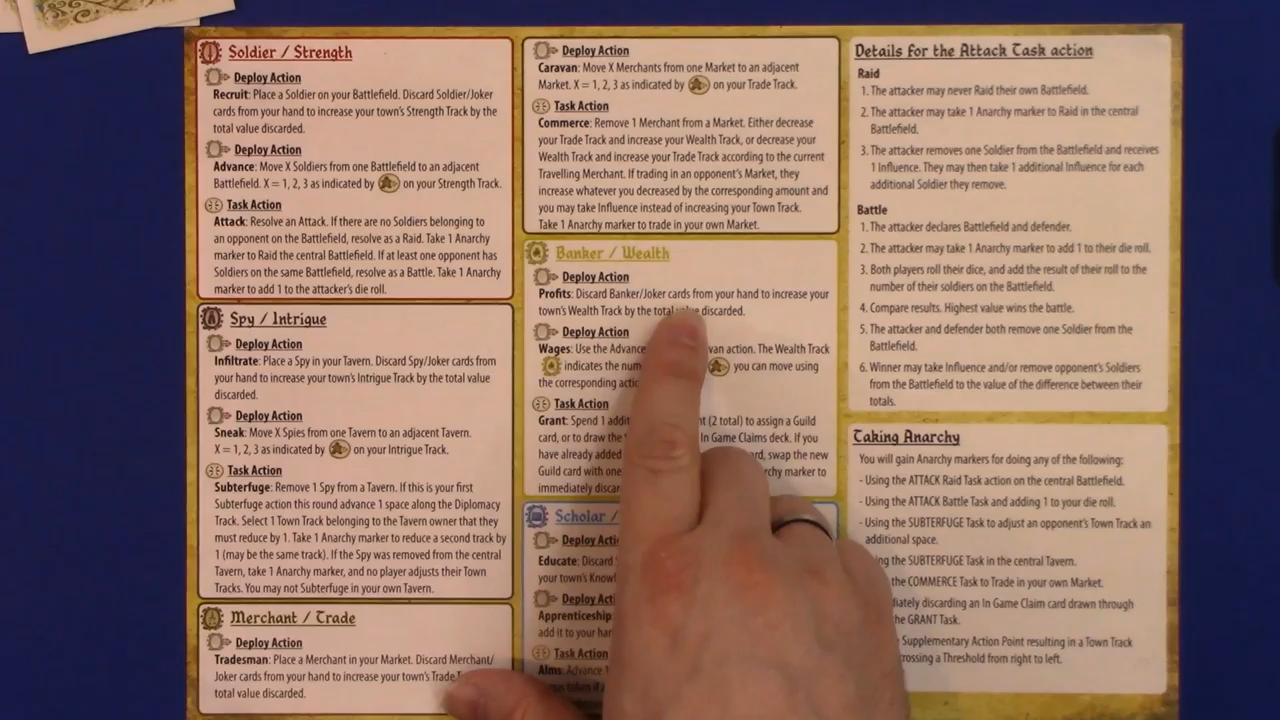 Soldier / Strength
Deploy Action
Recruit: Place a Soldier on your Battlefield. Discard Soldier/Joker
cards from your hand to increase your town's Strength Track by the
total value discarded.
Deploy Action
Advance: Move X Soldiers from one Battlefield to an adjacent
Battlefield. X = 1, 2, 3 as indicated by on your Strength Track.
Task Action
Attack: Resolve an Attack. If there are no Soldiers belonging to
an opponent on the Battlefield, resolve as a Raid. Take 1 Anarchy
marker to Raid the central Battlefield. If at least one opponent has
Soldiers on the same Battlefield, resolve as a Battle. Take 1 Anarchy
marker to add 1 to the attacker's die roll.
Spy / Intrigue
Deploy Action
Infiltrate: Place a Spy in your Tavern. Discard Spy/Joker cards from
your hand to increase your town's Intrigue Track by the total value
discarded.
Deploy Action
Sneak: Move X Spies from one Tavern to an adjacent Tavern.
X = 1, 2, 3 as indicated by on your Intrigue Track.
Task Action
Subterfuge: Remove 1 Spy from a Tavern. If this is your first
Subterfuge action this round advance 1 space along the Diplomacy
Track. Select 1 Town Track belonging to the Tavern owner that they
must reduce by 1. Take 1 Anarchy marker to reduce a second track by
1 (may be the same track). If the Spy was removed from the central
Tavern, take 1 Anarchy marker, and no player adjusts their Town
Tracks. You may not Subterfuge in your own Tavern.
Merchant / Trade
Deploy Action
Tradesman: Place a Merchant in your Market. Discard Merchant/
Joker cards from your hand to increase your town's Trade
total value discarded.
Deploy Action
Caravan: Move X Merchants from one Market to an adjacent
Market. X = 1, 2, 3 as indicated by on your Trade Track.
Task Action
Commerce: Remove 1 Merchant from a Market. Either decrease
your Trade Track and increase your Wealth Track, or decrease your
Wealth Track and increase your Trade Track according to the current
Travelling Merchant. If trading in an opponent's Market, they
increase whatever you decreased by the corresponding amount and
you may take Influence instead of increasing your Town Track.
Take 1 Anarchy marker to trade in your own Market.
Banker / Wealth
Deploy Action
Profits: Discard Banker/Joker cards from your hand to increase your
town's Wealth Track by the total value discarded.
Deploy Action
Wages: Use the Advance van action. The Wealth Track
indicates the num you can move using
the corresponding actio
Task Action
Grant: Spend 1 addit t (2 total) to assign a Guild
card, or to draw the In Game Claims deck. If you
have already added rd, swap the new
Guild card with one rchy marker to
immediately discar
Scholar /
Deploy Acti
Educate: Discard
your town's Know
Deploy Acti
Apprenticeship
add it to your har
Task Action
Alms: Advance 1
Details for the Attack Task action
Raid
1. The attacker may never Raid their own Battlefield.
2. The attacker may take 1 Anarchy marker to Raid in the central
Battlefield.
3. The attacker removes one Soldier from the Battlefield and receives
1 Influence. They may then take 1 additional Influence for each
additional Soldier they remove.
Battle
1. The attacker declares Battlefield and defender.
2. The attacker may take 1 Anarchy marker to add 1 to their die roll.
3. Both players roll their dice, and add the result of their roll to the
number of their soldiers on the Battlefield.
4. Compare results. Highest value wins the battle.
5. The attacker and defender both remove one Soldier from the
Battlefield.
6. Winner may take Influence and/or remove opponent's Soldiers
from the Battlefield to the value of the difference between their
totals.
Taking Anarchy
You will gain Anarchy markers for doing any of the following:
- Using the ATTACK Raid Task action on the central Battlefield.
- Using the ATTACK Battle Task and adding 1 to your die roll.
- Using the SUBTERFUGE Task to adjust an opponent's Town Track an
additional space.
ng the SUBTERFUGE Task in the central Tavern.
the COMMERCE Task to Trade in your own Market.
diately discarding an In Game Claim card drawn through
he GRANT Task.
Supplementary Action Point resulting in a Town Track
crossing a Threshold from right to left.